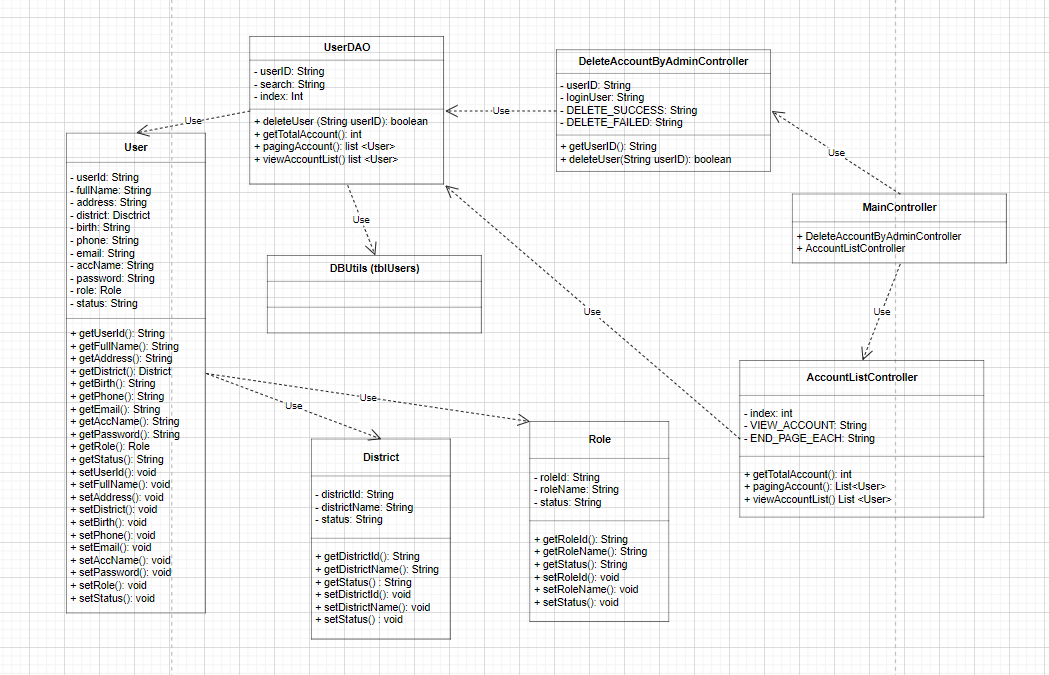 UserDAO
- userID: String
- search: String
- index: Int
+ deleteUser (String userID): boolean
+ getTotalAccount(): int
+ pagingAccount(): list <User>
+ viewAccountList() list <User>
DeleteAccountByAdminController
- userID: String
- loginUser: String
- DELETE_SUCCESS: String
- DELETE_FAILED: String
+ getUserID(): String
+ deleteUser(String userID): boolean
Use
Use
Use
User
- userId: String
- fullName: String
- address: String
- district: Disctrict
- birth: String
- phone: String
- email: String
- accName: String
- password: String
- role: Role
- status: String
+ getUserId(): String
+ getFullName(): String
+ getAddress(): String
+ getDistrict(): District
+ getBirth(): String
+ getPhone(): String
+ getEmail(): String
+ getAccName(): String
+ getPassword(): String
+ getRole(): Role
+ getStatus(): String
+ setUserId(): void
+ setFullName(): void
+ setAddress(): void
+ setDistrict(): void
+ setBirth(): void
+ setPhone(): void
+ setEmail(): void
+ setAccName(): void
+ setPassword(): void
+ setRole(): void
+ setStatus(): void
MainController
+ DeleteAccountByAdminController
+ AccountListController
Use
DBUtils (tblUsers)
Use
Use
AccountListController
- index: int
- VIEW_ACCOUNT: String
- END_PAGE_EACH: String
+ getTotalAccount(): int
+ pagingAccount(): List<User>
+ viewAccountList() List <User>
Use
Use
District
- districtId: String
- districtName: String
- status: String
+ getDistrictId(): String
+ getDistrictName(): String
+ getStatus() : String
+ setDistrictId(): void
+ setDistrictName(): void
+ setStatus() : void
Role
- roleId: String
- roleName: String
- status: String
+ getRoleId(): String
+ getRoleName(): String
+ getStatus(): String
+ setRoleId(): void
+ setRoleName(): void
+ setStatus(): void